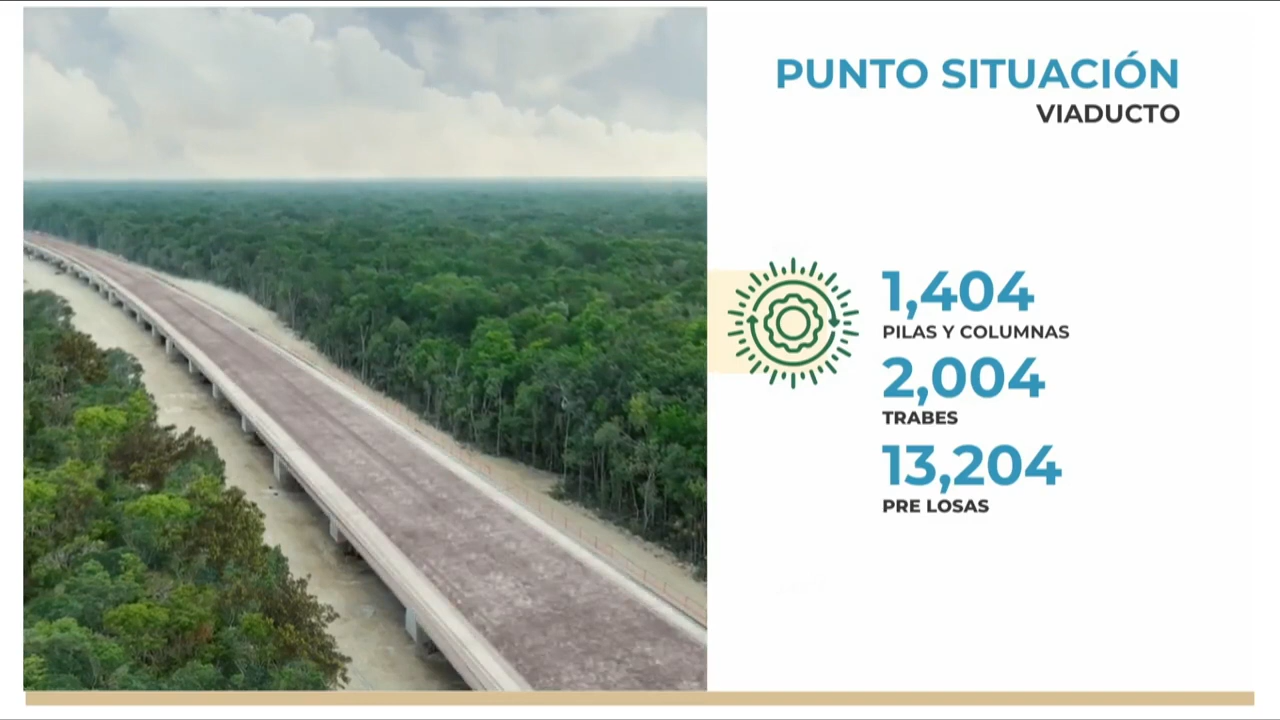 PUNTO SITUACIÓN
VIADUCTO
1,404
PILAS Y COLUMNAS
2,004
TRABES
13,204
PRE LOSAS